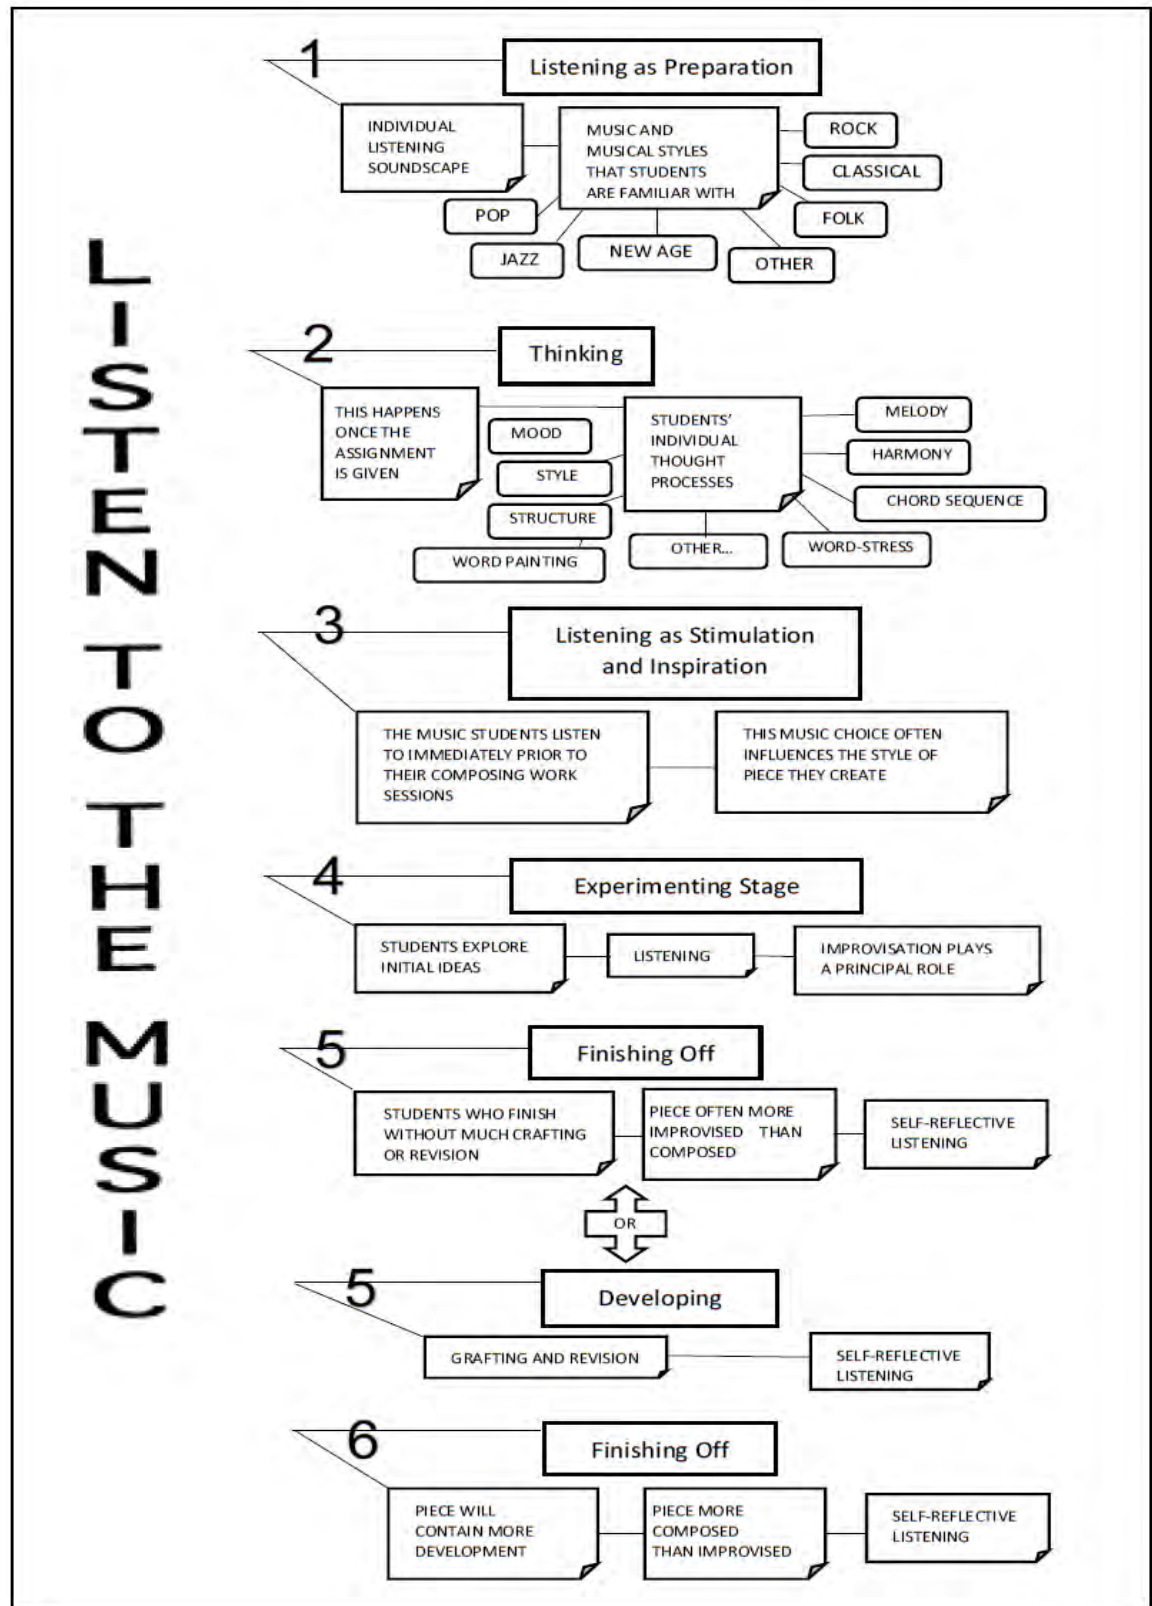 LISTEN TO THE MUSIC
1
Listening as Preparation
INDIVIDUAL
LISTENING
SOUNDSCAPE
MUSIC AND
MUSICAL STYLES
THAT STUDENTS
ARE FAMILIAR WITH
ROCK
CLASSICAL
FOLK
POP
JAZZ
NEW AGE
OTHER
2
Thinking
THIS HAPPENS
ONCE THE
ASSIGNMENT
IS GIVEN
MOOD
STYLE
STRUCTURE
WORD PAINTING
STUDENTS'
INDIVIDUAL
THOUGHT
PROCESSES
MELODY
HARMONY
CHORD SEQUENCE
WORD-STRESS
OTHER...
3
Listening as Stimulation
and Inspiration
THE MUSIC STUDENTS LISTEN
TO IMMEDIATELY PRIOR TO
THEIR COMPOSING WORK
SESSIONS
THIS MUSIC CHOICE OFTEN
INFLUENCES THE STYLE OF
PIECE THEY CREATE
4
Experimenting Stage
STUDENTS EXPLORE
INITIAL IDEAS
LISTENING
IMPROVISATION PLAYS
A PRINCIPAL ROLE
5
Finishing Off
STUDENTS WHO FINISH
WITHOUT MUCH CRAFTING
OR REVISION
PIECE OFTEN MORE
IMPROVISED THAN
COMPOSED
SELF-REFLECTIVE
LISTENING
OR
5
Developing
GRAFTING AND REVISION
SELF-REFLECTIVE
LISTENING
6
Finishing Off
PIECE WILL
CONTAIN MORE
DEVELOPMENT
PIECE MORE
COMPOSED
THAN IMPROVISED
SELF-REFLECTIVE
LISTENING